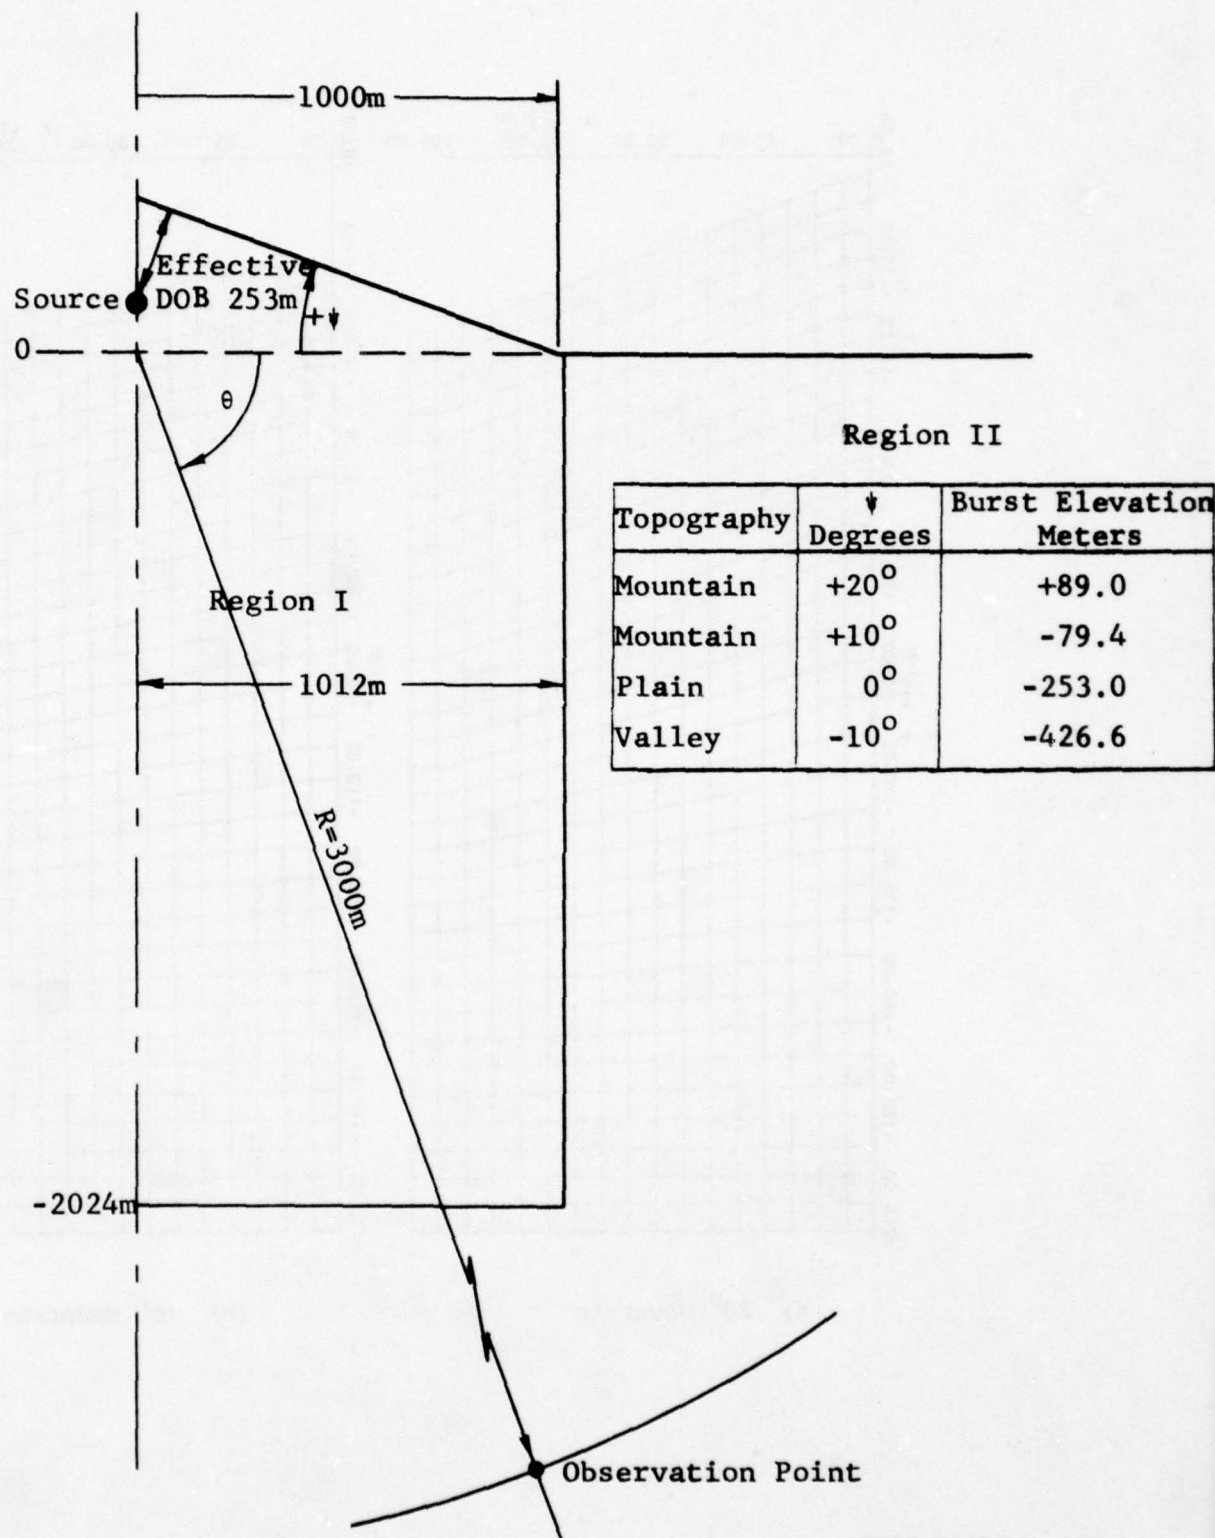 1000m
Effective
Source DOB 253m
+ψ
0
θ
Region II
Topography ψ Degrees Burst Elevation Meters
Mountain +20° +89.0
Mountain +10° -79.4
Plain 0° -253.0
Valley -10° -426.6
Region I
1012m
R=3000m
-2024m
Observation Point